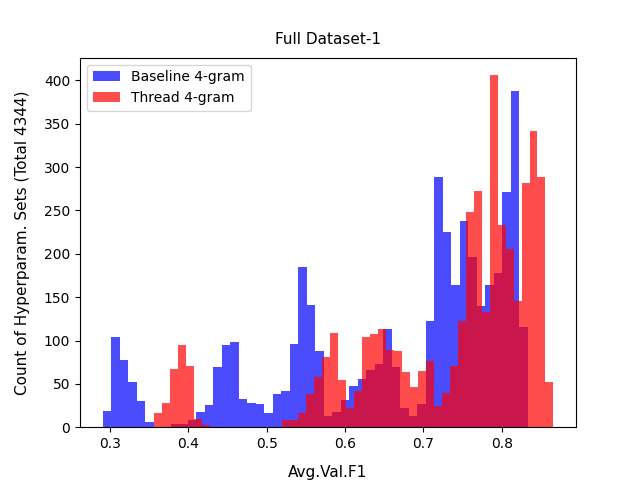 Full Dataset-1
Baseline 4-gram
Thread 4-gram
Count of Hyperparam. Sets (Total 4344)
400
350
300
250
200
150
100
50
0
0.3 0.4 0.5 0.6 0.7 0.8
Avg.Val.F1